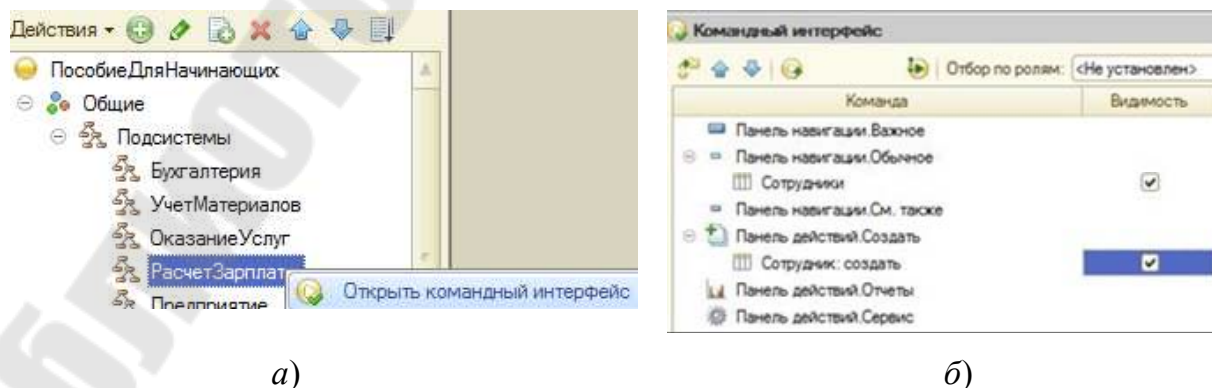 Действия
ПособиеДляНачинающих
Общие
Подсистемы
Бухгалтерия
УчетМатериалов
ОказаниеУслуг
РасчетЗарплат
Предприятие
Открыть командный интерфейс
а)
Командный интерфейс
Отбор по ролям: <Не установлен>
Команда Видимость
Панель навигации.Важное
Панель навигации.Обычное
Сотрудники
Панель навигации.См. также
Панель действий.Создать
Сотрудник: создать
Панель действий.Отчеты
Панель действий.Сервис
б)